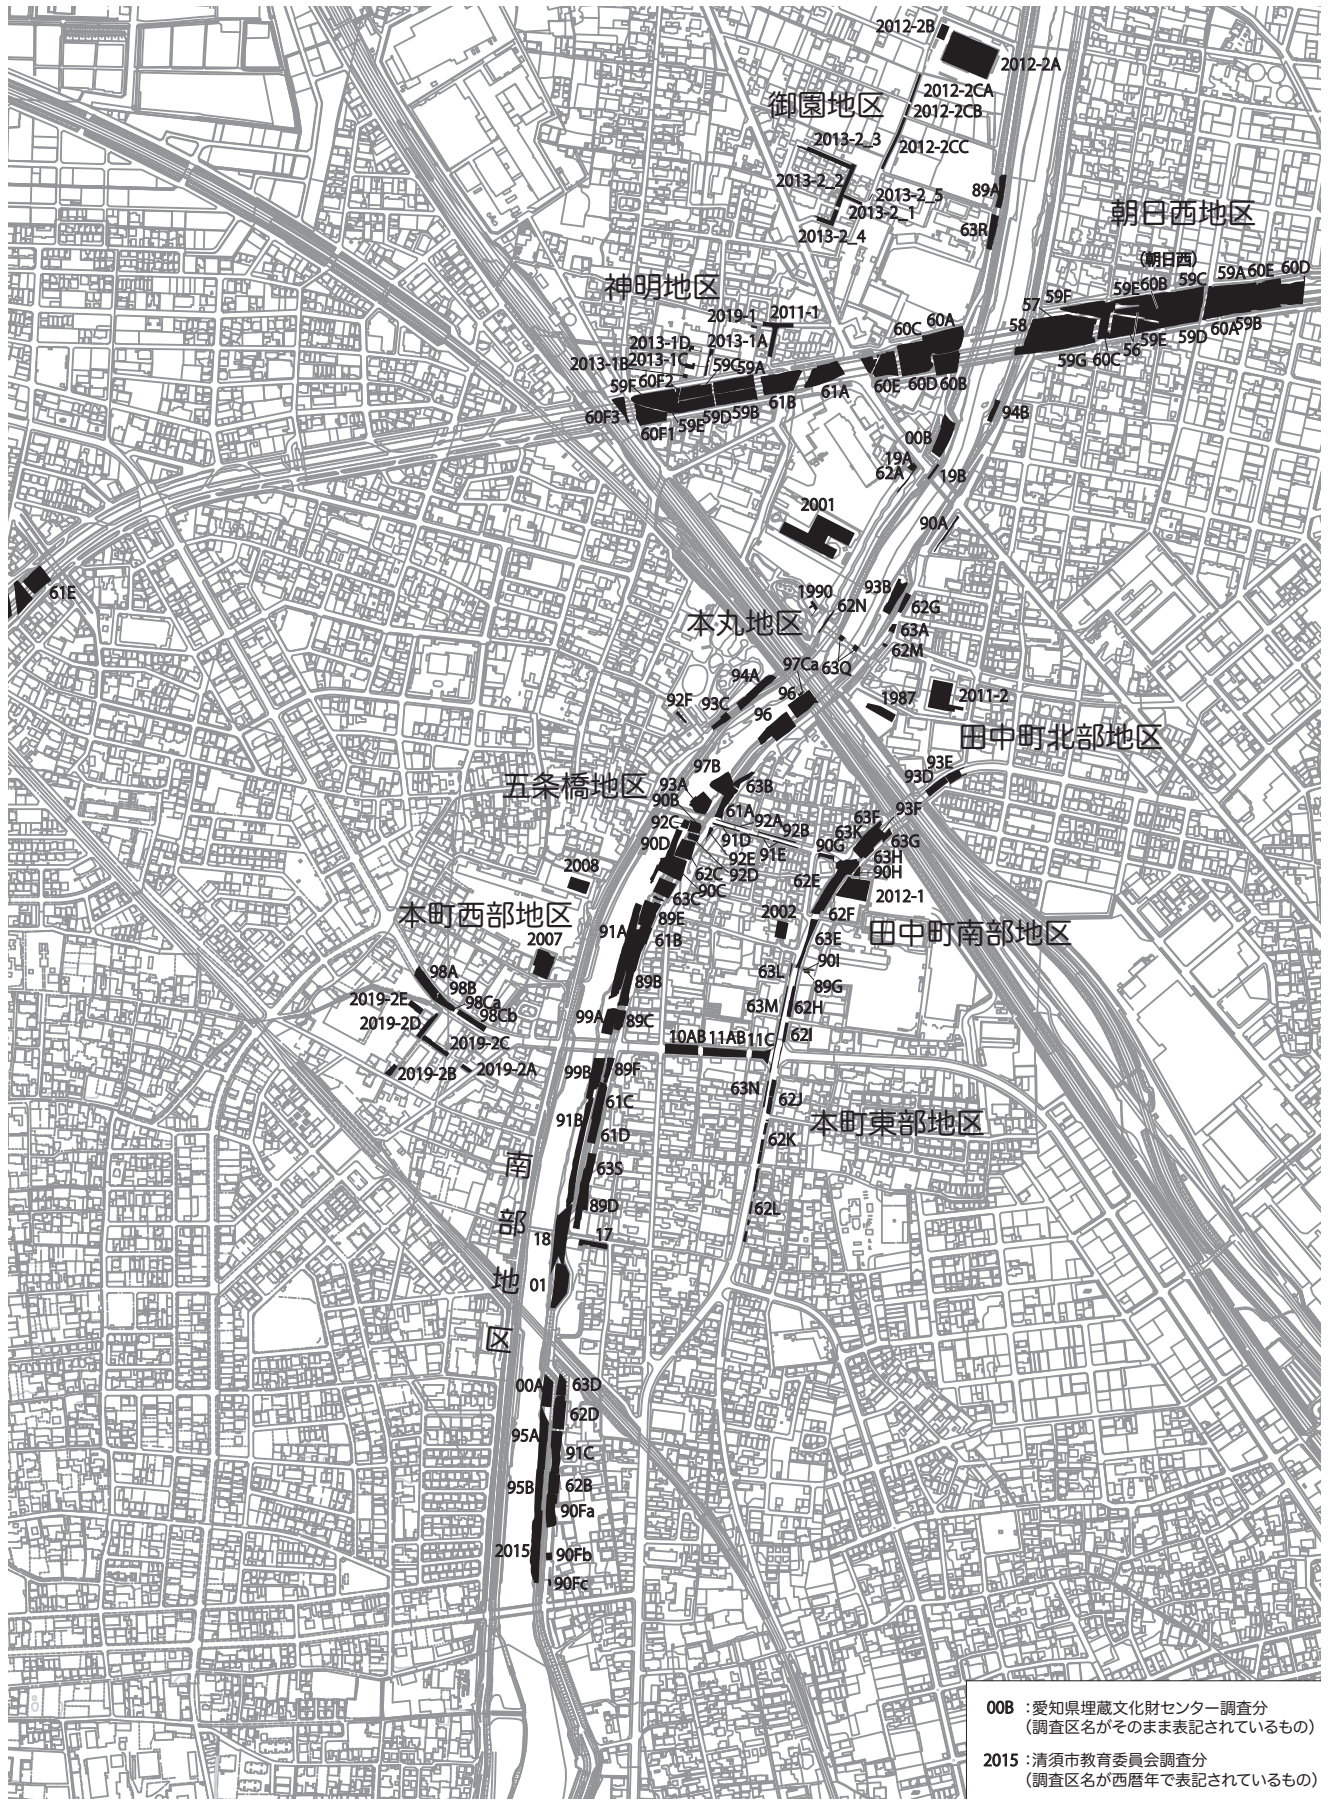 2012-2B
2012-2A
2012-2CA
2012-2CB
御園地区
2012-2CC
2013-2_3
2013-2_2
2013-2_5
2013-2_1
2013-2_4
89A
63R
朝日西地区
(朝日西)
59A
60E
60D
59C
60B
59E
59F
57
58
59G
60C
56
59E
59D
60A
59B
神明地区
2019-1
2011-1
2013-1D
2013-1A
2013-1C
2013-1B
59C
59A
60F2
59F
60F3
60F1
59E
59D
59B
61B
61A
60C
60A
60E
60D
60B
94B
00B
19A
62A
19B
2001
90A
61E
1990
62N
93B
62G
63A
62M
本丸地区
97Ca
63Q
94A
96
92F
93C
96
1987
2011-2
田中町北部地区
93E
93D
97B
五条橋地区
93A
63B
90B
61A
93F
92A
92B
63F
63K
63G
92C
91D
90G
63H
90D
92E
91E
90H
62C
92D
62E
2008
90C
2012-1
63C
本町西部地区
89E
2002
62F
田中町南部地区
91A
61B
2007
63E
90I
98A
89B
63L
98B
89G
2019-2E
98Ca
63M
62H
98Cb
99A
89C
2019-2D
10AB
11AB
11C
62I
2019-2C
2019-2B
2019-2A
99B
89F
63N
61C
62J
本町東部地区
91B
61D
62K
63S
89D
62L
南部地区
17
18
01
00A
63D
62D
95A
91C
95B
62B
90Fa
2015
90Fb
90Fc
00B :愛知県埋蔵文化財センター調査分
(調査区名がそのまま表記されているもの)
2015 :清須市教育委員会調査分
(調査区名が西暦年で表記されているもの)